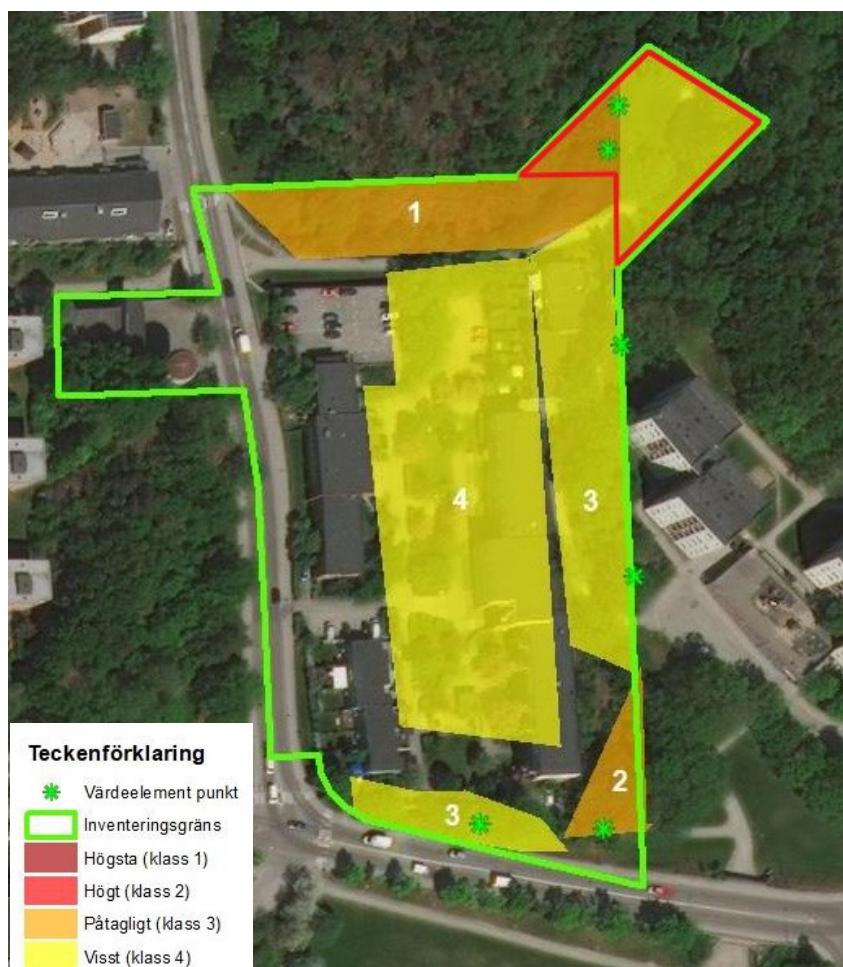 1
4
3
2
3
Teckenförklaring
Värdeelement punkt
Inventeringsgräns
Högsta (klass 1)
Högt (klass 2)
Påtagligt (klass 3)
Visst (klass 4)